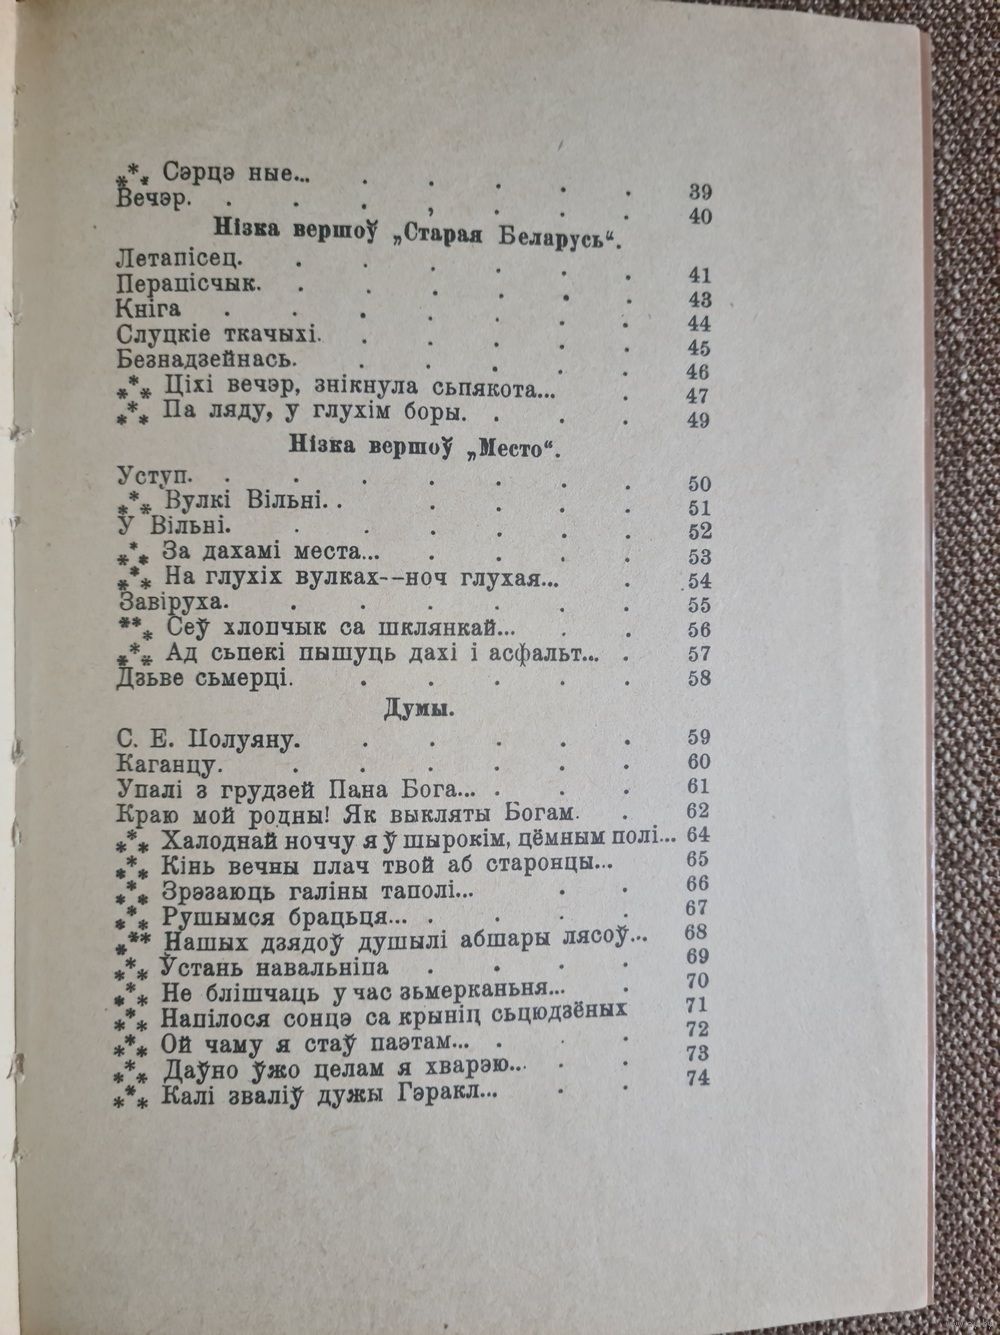 *** Сэрцэ ные... 39
Вечэр. 40
Нізка вершоў „Старая Беларусь“.
Летапісец. 41
Перапісчык. 43
Кніга 44
Слуцкіе ткачыхі. 45
Безнадзейнась. 46
*** Ціхі вечэр, знікнула сьпякота... 47
*** Па ляду, у глухім боры. 49
Нізка вершоў „Место“.
Уступ. 50
*** Вулкі Вільні. 51
У Вільні. 52
*** За дахамі места... 53
*** На глухіх вулках--ноч глухая... 54
Завіруха. 55
*** Сеў хлопчык са шклянкай... 56
*** Ад сьпекі пышуць дахі і асфальт... 57
Дзьве сьмерці. 58
Думы.
С. Е. Полуяну. 59
Каганцу. 60
Упалі з грудзей Пана Бога... 61
Краю мой родны! Як выкляты Богам. 62
*** Халоднай ноччу я ў шырокім, цёмным полі... 64
*** Кінь вечны плач твой аб старонцы... 65
*** Зрэзаюць галіны таполі... 66
*** Рушымся брацьця... 67
*** Нашых дзядоў душылі абшары лясоў... 68
*** Ўстань навальніпа 69
*** Не блішчаць у час зьмерканьня... 70
*** Напілося сонцэ са крыніц сьцюдзёных 71
*** Ой чаму я стаў паэтам... 72
*** Даўно ўжо целам я хварэю... 73
*** Калі зваліў дужы Гэракл... 74